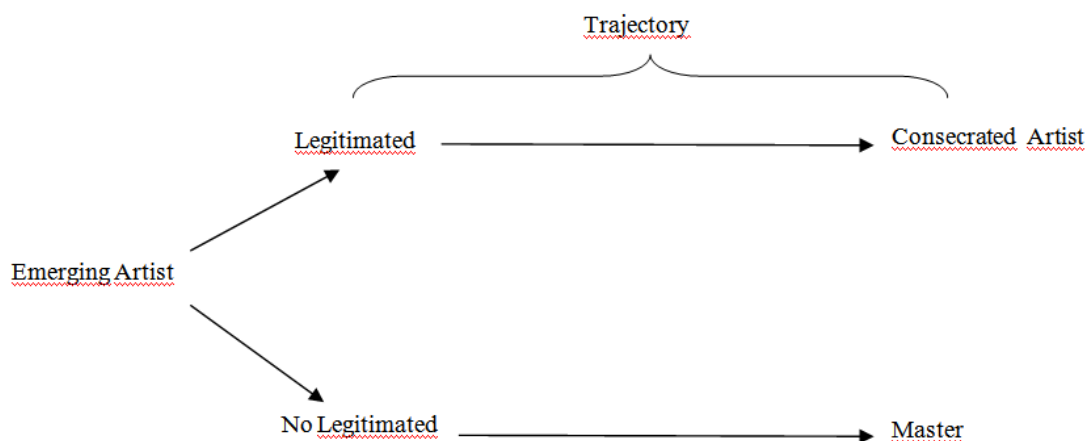 Trajectory
Legitimated
Consecrated Artist
Emerging Artist
No Legitimated
Master